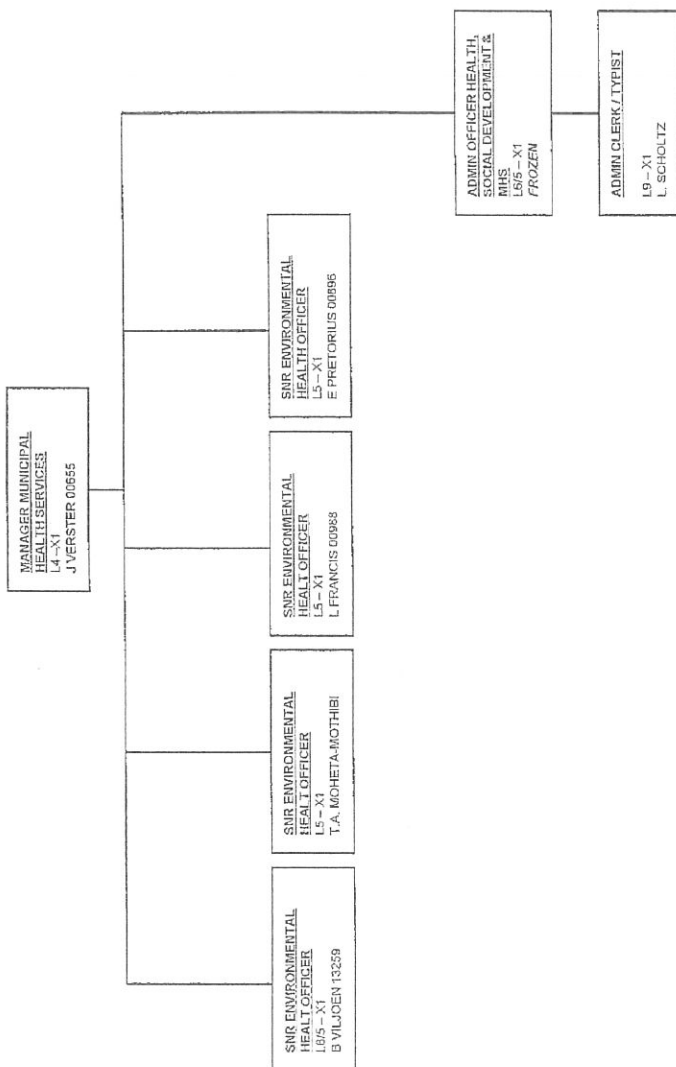 MANAGER MUNICIPAL
HEALTH SERVICES
L4 –X1
J VERSTER 00655
SNR ENVIRONMENTAL
HEALT OFFICER
L6/5 – X1
B VILJOEN 13259
SNR ENVIRONMENTAL
HEALT OFFICER
L5 – X1
T.A. MOHETA-MOTHIBI
SNR ENVIRONMENTAL
HEALT OFFICER
L5 – X1
L FRANCIS 00968
SNR ENVIRONMENTAL
HEALTH OFFICER
L5 – X1
E PRETORIUS 00696
ADMIN OFFICER HEALTH,
SOCIAL DEVELOPMENT &
MHS
L6/5 – X1
FROZEN
ADMIN CLERK / TYPIST
L9 – X1
L. SCHOLTZ